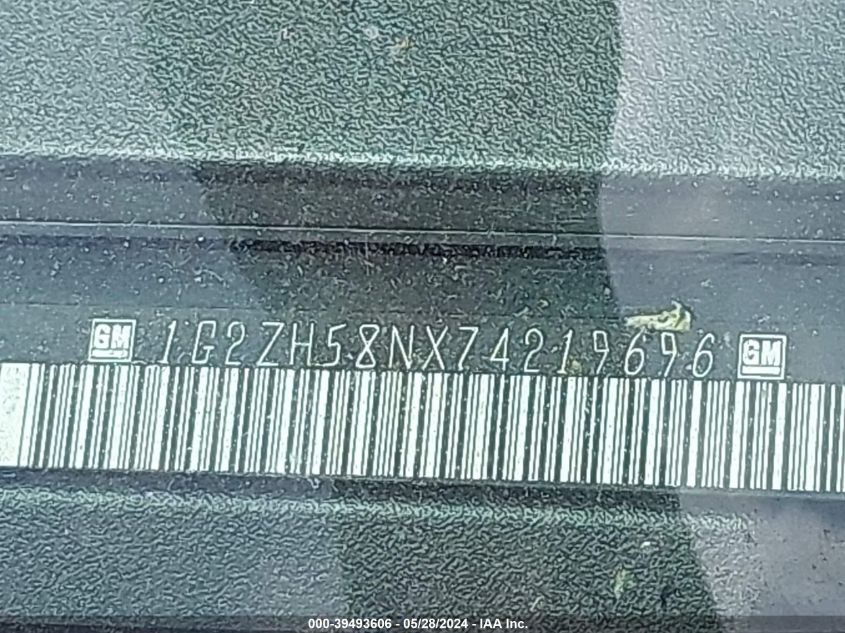 GM 1G2ZH58NX74219696 GM
000-39493606 - 05/28/2024 - IAA Inc.